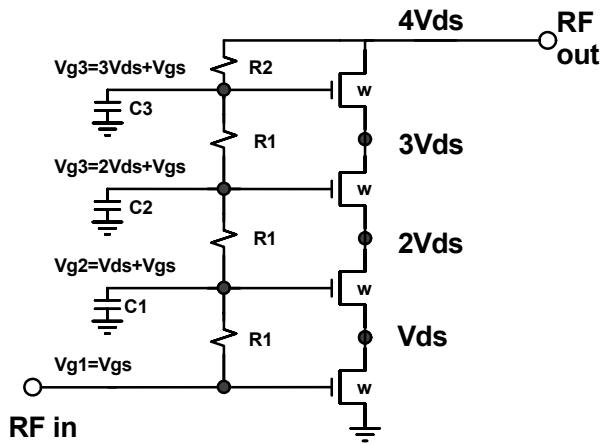 4Vds
RF
out
Vg3=3Vds+Vgs
R2
w
C3
R1
3Vds
Vg3=2Vds+Vgs
w
C2
R1
2Vds
Vg2=Vds+Vgs
w
C1
R1
Vds
Vg1=Vgs
w
RF in